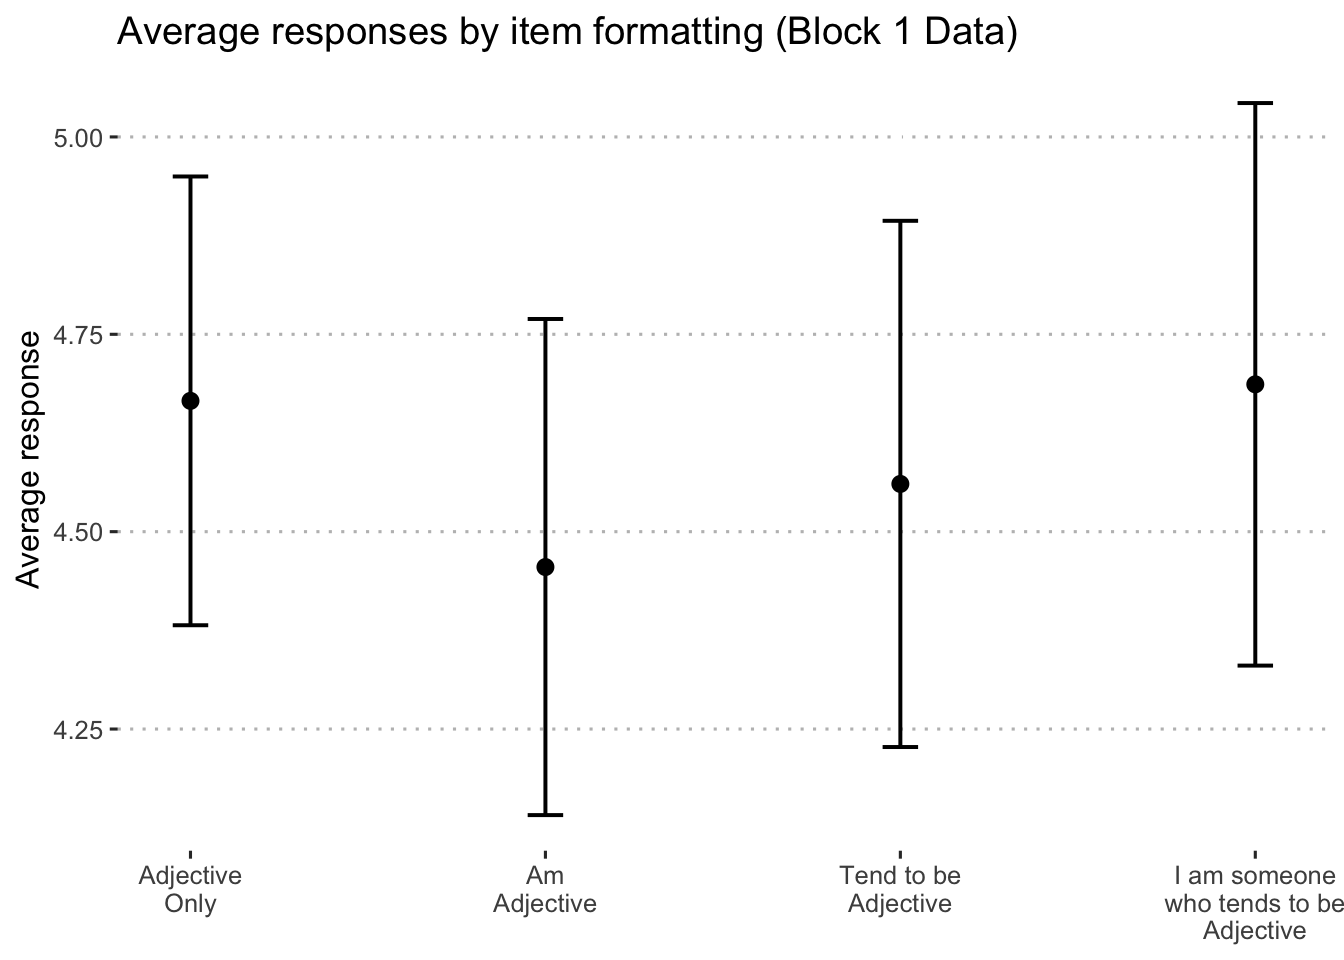 Average responses by item formatting (Block 1 Data)
Average response
5.00
4.75
4.50
4.25
Adjective
Only
Am
Adjective
Tend to be
Adjective
I am someone
who tends to be
Adjective